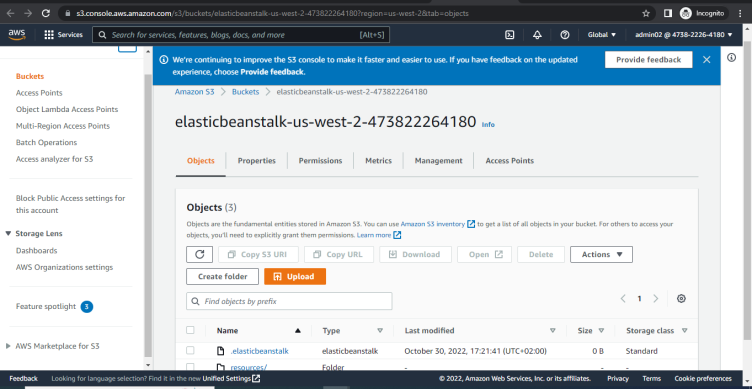 s3.console.aws.amazon.com/s3/buckets/elasticbeanstalk-us-west-2-473822264180?region=us-west-2&tab=objects
Incognito
aws
Services
Search for services, features, blogs, docs, and more
[Alt+S]
Global
admin02 @ 4738-2226-4180
We're continuing to improve the S3 console to make it faster and easier to use. If you have feedback on the updated
experience, choose Provide feedback.
Provide feedback
Buckets
Access Points
Object Lambda Access Points
Multi-Region Access Points
Batch Operations
Access analyzer for S3
Block Public Access settings for
this account
Storage Lens
Dashboards
AWS Organizations settings
Feature spotlight 3
AWS Marketplace for S3
Amazon S3 > Buckets > elasticbeanstalk-us-west-2-473822264180
elasticbeanstalk-us-west-2-473822264180 Info
Objects Properties Permissions Metrics Management Access Points
Objects (3)
Objects are the fundamental entities stored in Amazon S3. You can use Amazon S3 inventory to get a list of all objects in your bucket. For others to access your
objects, you'll need to explicitly grant them permissions. Learn more
Copy S3 URI Copy URL Download Open Delete Actions
Create folder Upload
Find objects by prefix
1
Name Type Last modified Size Storage class
.elasticbeanstalk elasticbeanstalk October 30, 2022, 17:21:41 (UTC+02:00) 0 B Standard
resources/ Folder - - -
Feedback Looking for language selection? Find it in the new Unified Settings © 2022, Amazon Web Services, Inc. or its affiliates. Privacy Terms Cookie preferences